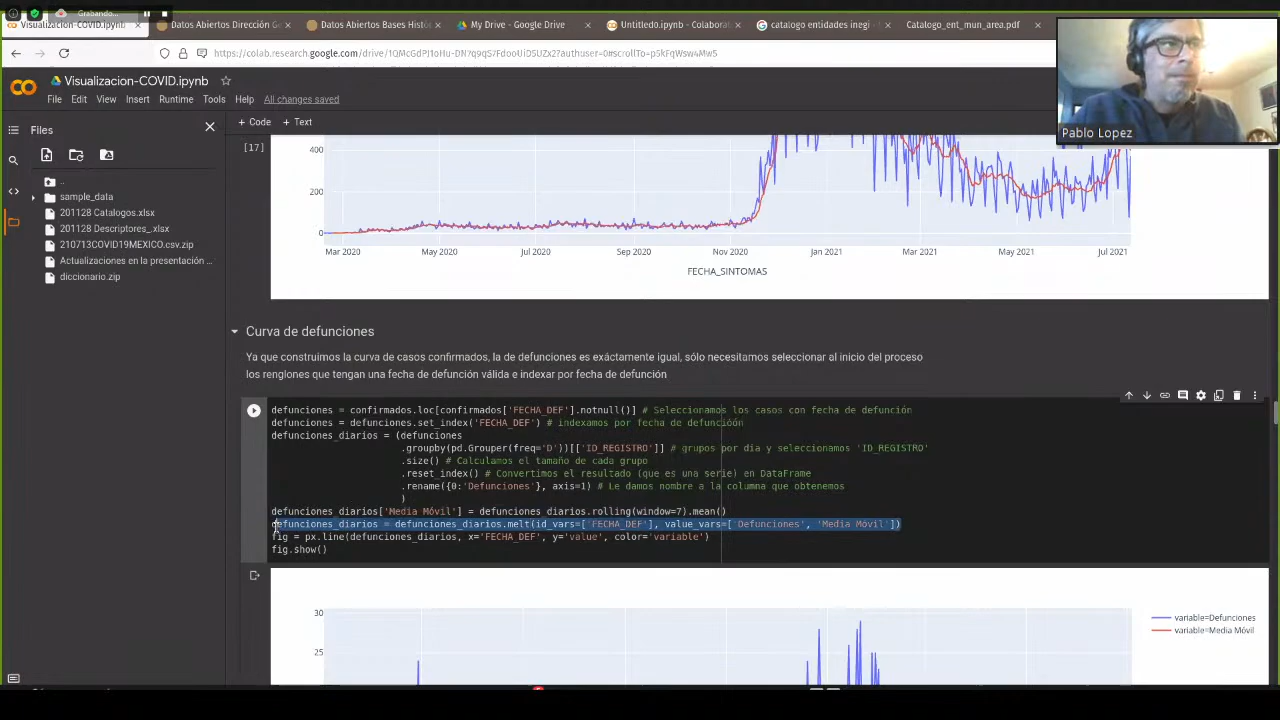 Grabando...
Visualizacion-COVID.ipynb
Datos Abiertos Dirección G
Datos Abiertos Bases Histó
My Drive - Google Drive
Untitled0.ipynb - Colabora
catalogo entidades inegi
Catalogo_ent_mun_area.pdf
Visualizacion-COVID.ipynb
File Edit View Insert Runtime Tools Help All changes saved
Pablo Lopez
Files
+ Code + Text
..
sample_data
201128 Catalogos.xlsx
201128 Descriptores_.xlsx
210713COVID19MEXICO.csv.zip
Actualizaciones en la presentación ...
diccionario.zip
[17]
400
200
0
Mar 2020 May 2020 Jul 2020 Sep 2020 Nov 2020 Jan 2021 Mar 2021 May 2021 Jul 2021
FECHA_SINTOMAS
Curva de defunciones
Ya que construimos la curva de casos confirmados, la de defunciones es exáctamente igual, sólo necesitamos seleccionar al inicio del proceso
los renglones que tengan una fecha de defunción válida e indexar por fecha de defunción
defunciones = confirmados.loc[confirmados['FECHA_DEF'].notnull()] # Seleccionamos los casos con fecha de defunción
defunciones = defunciones.set_index('FECHA_DEF') # indexamos por fecha de defuncióón
defunciones_diarios = (defunciones
.groupby(pd.Grouper(freq='D'))[['ID_REGISTRO']] # grupos por dia y seleccionamos 'ID_REGISTRO'
.size() # Calculamos el tamaño de cada grupo
.reset_index() # Convertimos el resultado (que es una serie) en DataFrame
.rename({0:'Defunciones'}, axis=1) # Le damos nombre a la columna que obtenemos
)
defunciones_diarios['Media Móvil'] = defunciones_diarios.rolling(window=7).mean()
defunciones_diarios = defunciones_diarios.melt(id_vars=['FECHA_DEF'], value_vars=['Defunciones', 'Media Móvil'])
fig = px.line(defunciones_diarios, x='FECHA_DEF', y='value', color='variable')
fig.show()
30
25
variable=Defunciones
variable=Media Móvil